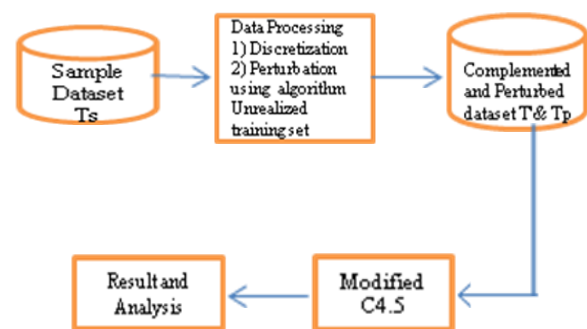 Sample
Dataset
Ts
Data Processing
1) Discretization
2) Perturbation
using algorithm
Unrealized
training set
Complemented
and Perturbed
dataset T'& Tp
Modified
C4.5
Result and
Analysis